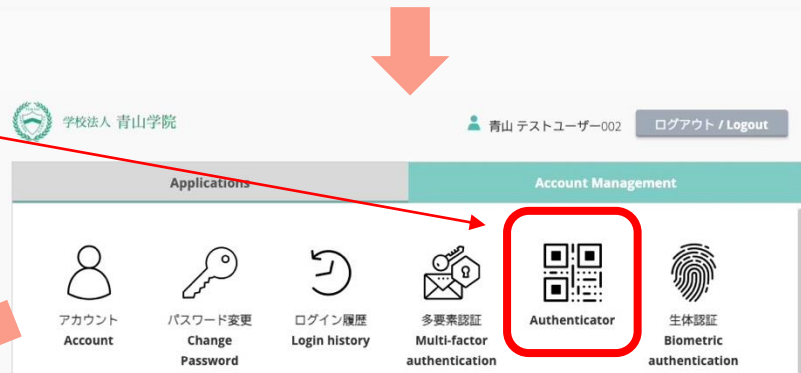 学校法人 青山学院
青山 テストユーザー002
ログアウト / Logout
Applications
Account Management
アカウント
Account
パスワード変更
Change
Password
ログイン履歴
Login history
多要素認証
Multi-factor
authentication
Authenticator
生体認証
Biometric
authentication